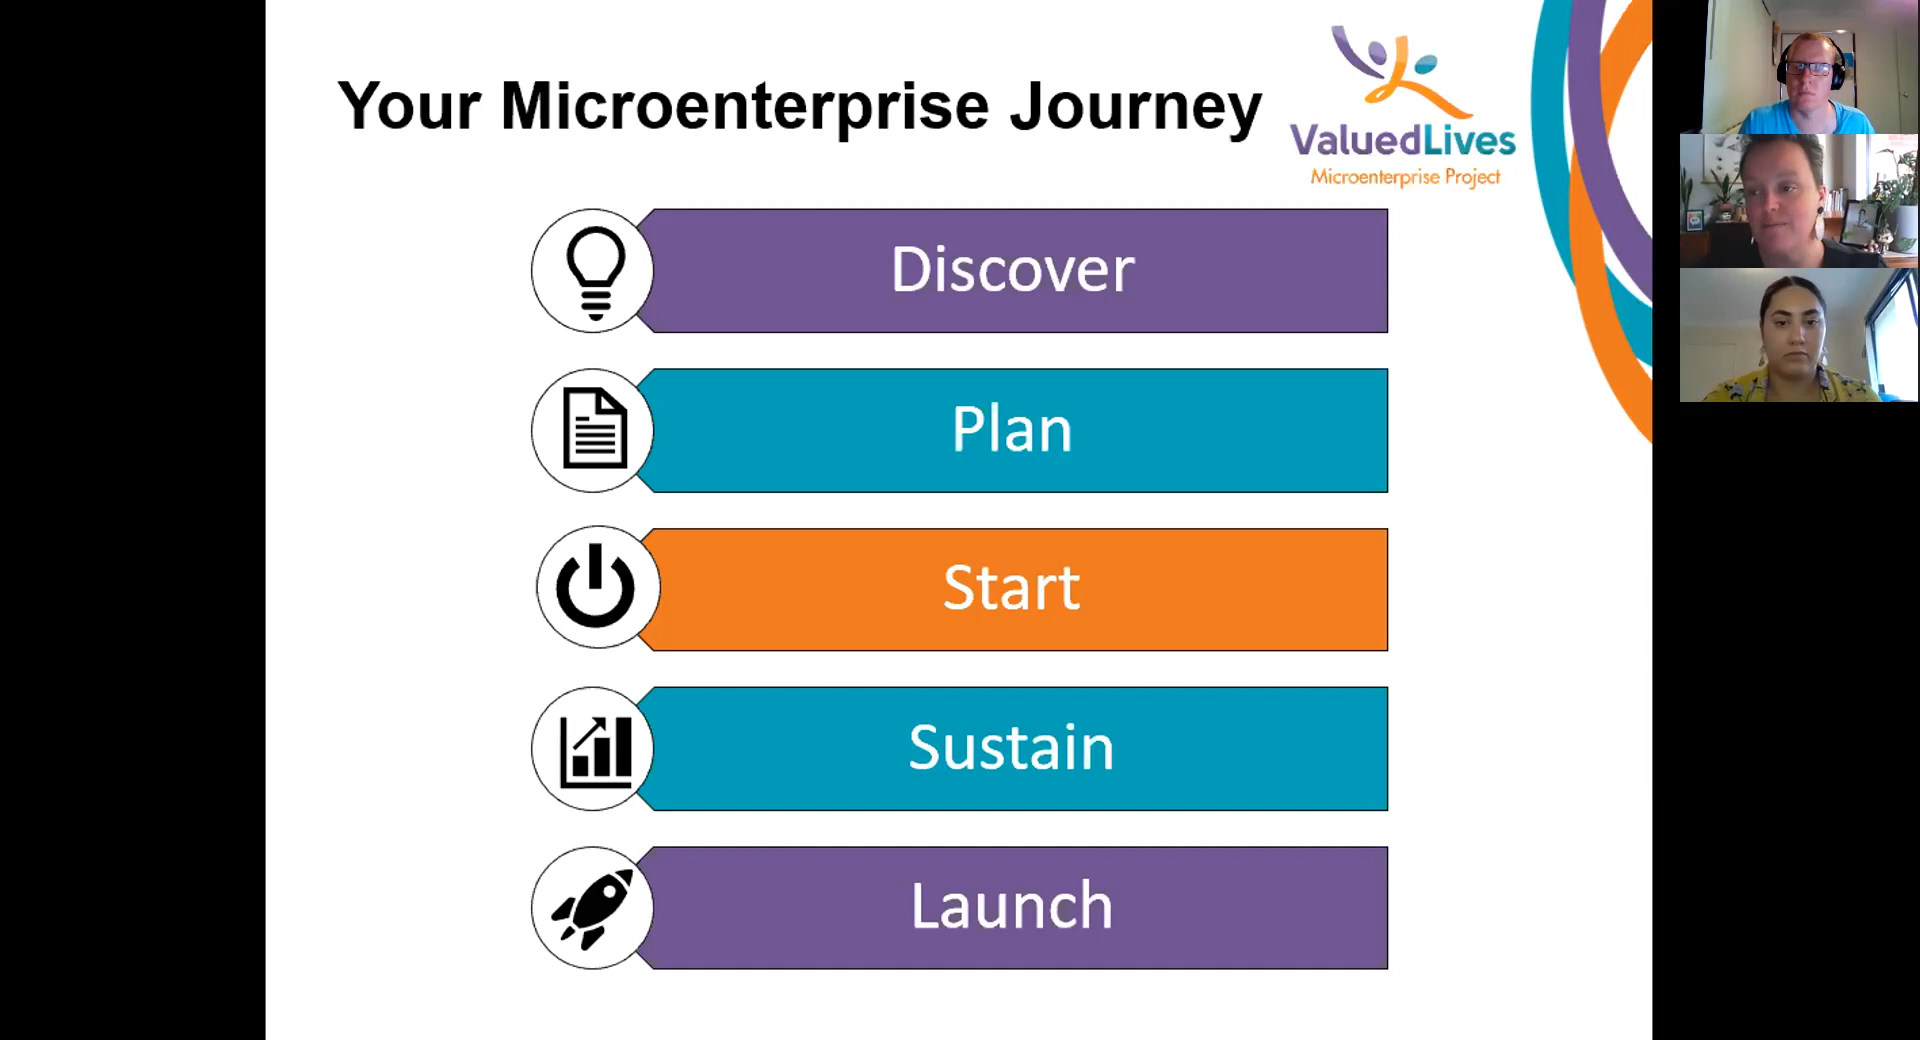 Your Microenterprise Journey
ValuedLives
Microenterprise Project
Discover
Plan
Start
Sustain
Launch